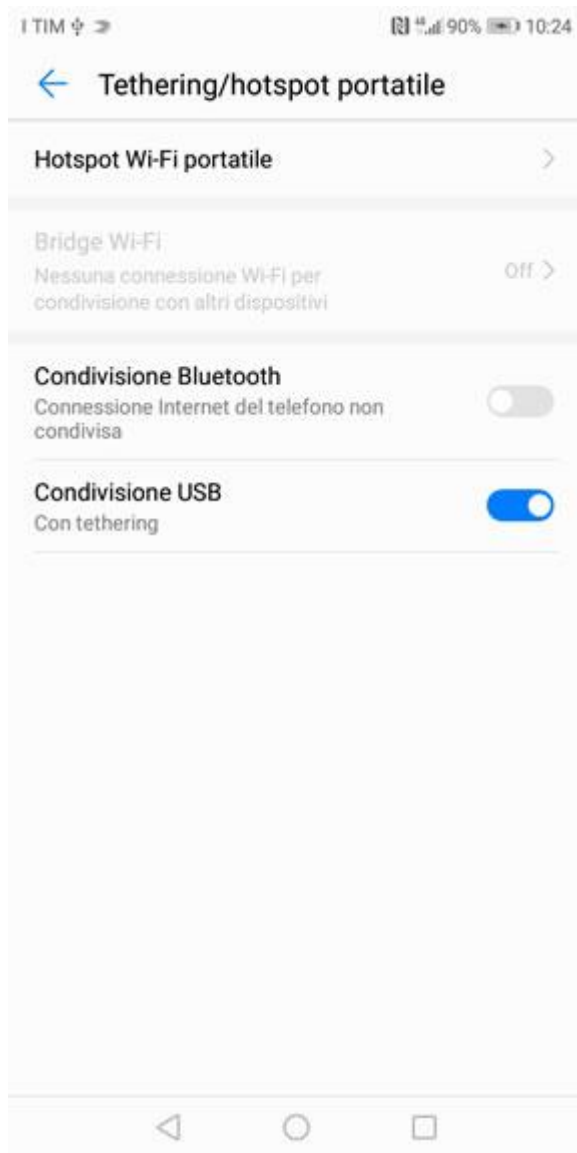 I TIM 90% 10:24
Tethering/hotspot portatile
Hotspot Wi-Fi portatile
Bridge Wi-Fi
Nessuna connessione Wi-Fi per
condivisione con altri dispositivi
Off
Condivisione Bluetooth
Connessione Internet del telefono non
condivisa
Condivisione USB
Con tethering